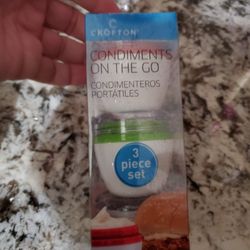 CROFTON
CONDIMENTS
ON THE GO
CONDIMENTEROS
PORTÁTILES
3
piece
set